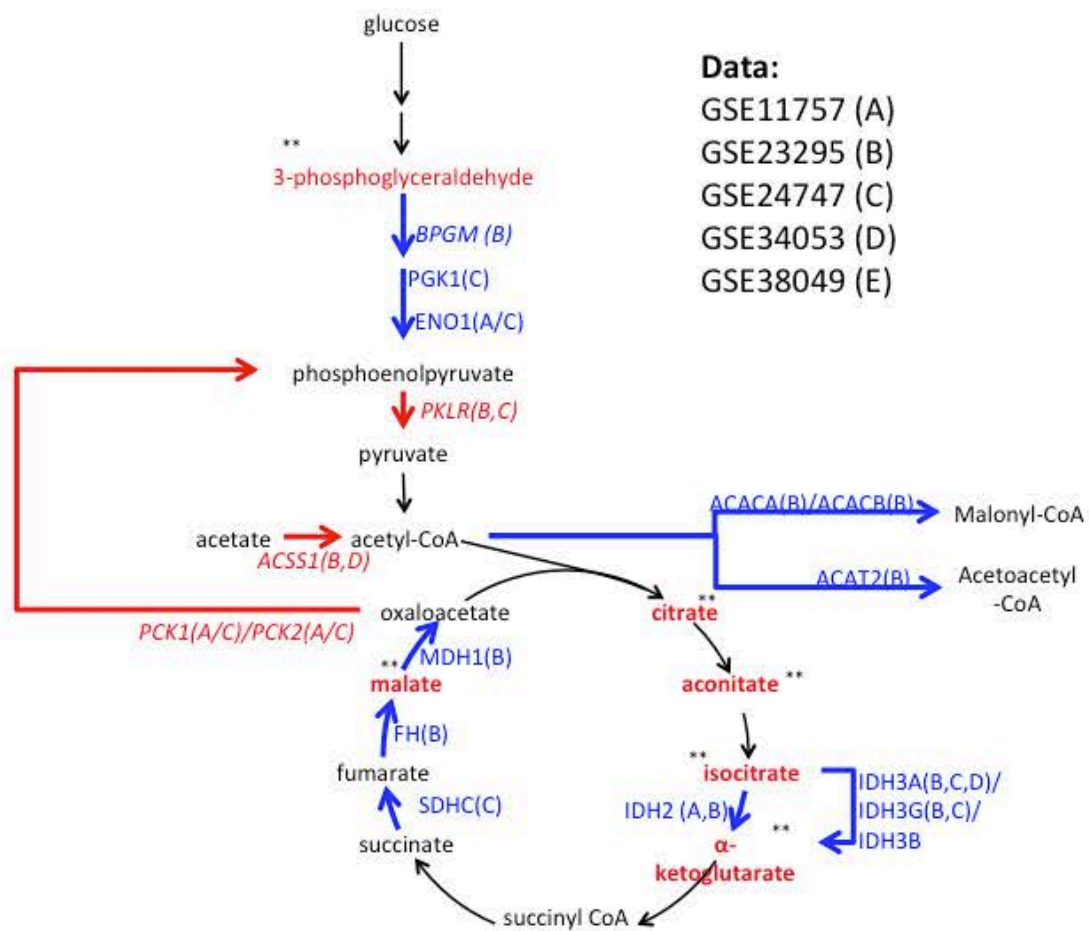 glucose
Data:
GSE11757 (A)
GSE23295 (B)
GSE24747 (C)
GSE34053 (D)
GSE38049 (E)
**
3-phosphoglyceraldehyde
BPGM (B)
PGK1(C)
ENO1(A/C)
phosphoenolpyruvate
PKLR(B,C)
pyruvate
ACACA(B)/ACACB(B)
Malonyl-CoA
acetate
acetyl-CoA
ACSS1(B,D)
ACAT2(B)
Acetoacetyl
-CoA
oxaloacetate
citrate**
PCK1(A/C)/PCK2(A/C)
MDH1(B)
**
malate
aconitate **
FH(B)
**
isocitrate
fumarate
IDH3A(B,C,D)/
IDH3G(B,C)/
IDH3B
SDHC(C)
IDH2 (A,B)
**
succinate
α-
ketoglutarate
succinyl CoA